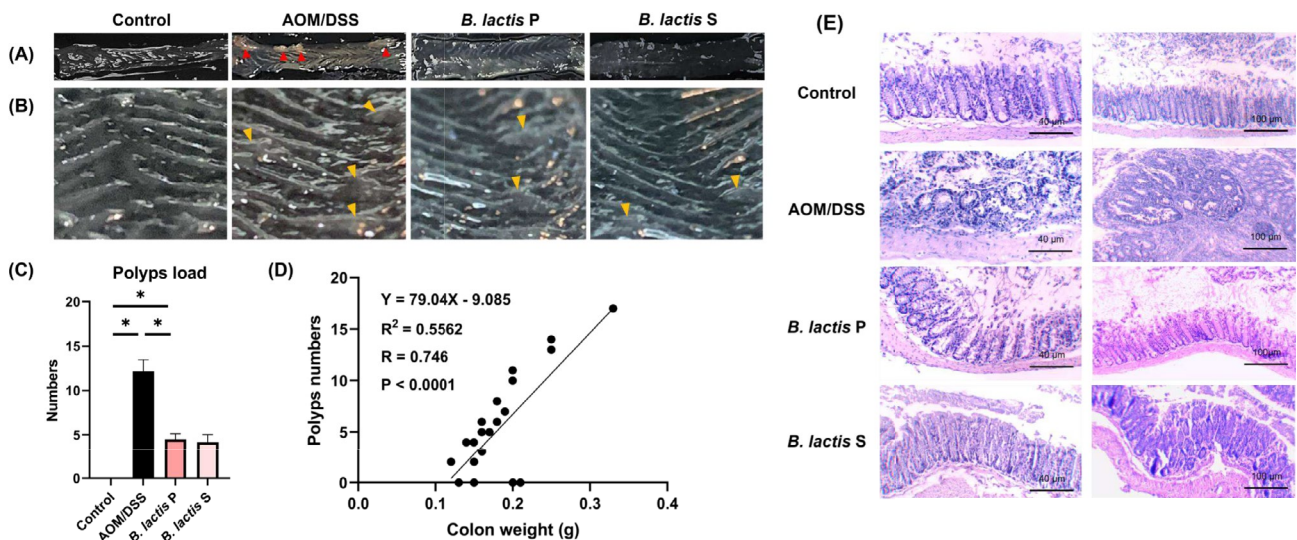 Control AOM/DSS B. lactis P B. lactis S
(A)
(B)
(C)
Polyps load
Numbers
20
15
10
5
0
*
* *
Control
AOM/DSS
B. lactis P
B. lactis S
(D)
Polyps numbers
20
15
10
5
0
Y = 79.04X - 9.085
R2 = 0.5562
R = 0.746
P < 0.0001
0.0 0.1 0.2 0.3 0.4
Colon weight (g)
(E)
Control
40 µm 100 µm
AOM/DSS
40 µm 100 µm
B. lactis P
40 µm 100µm
B. lactis S
40 µm 100 µm